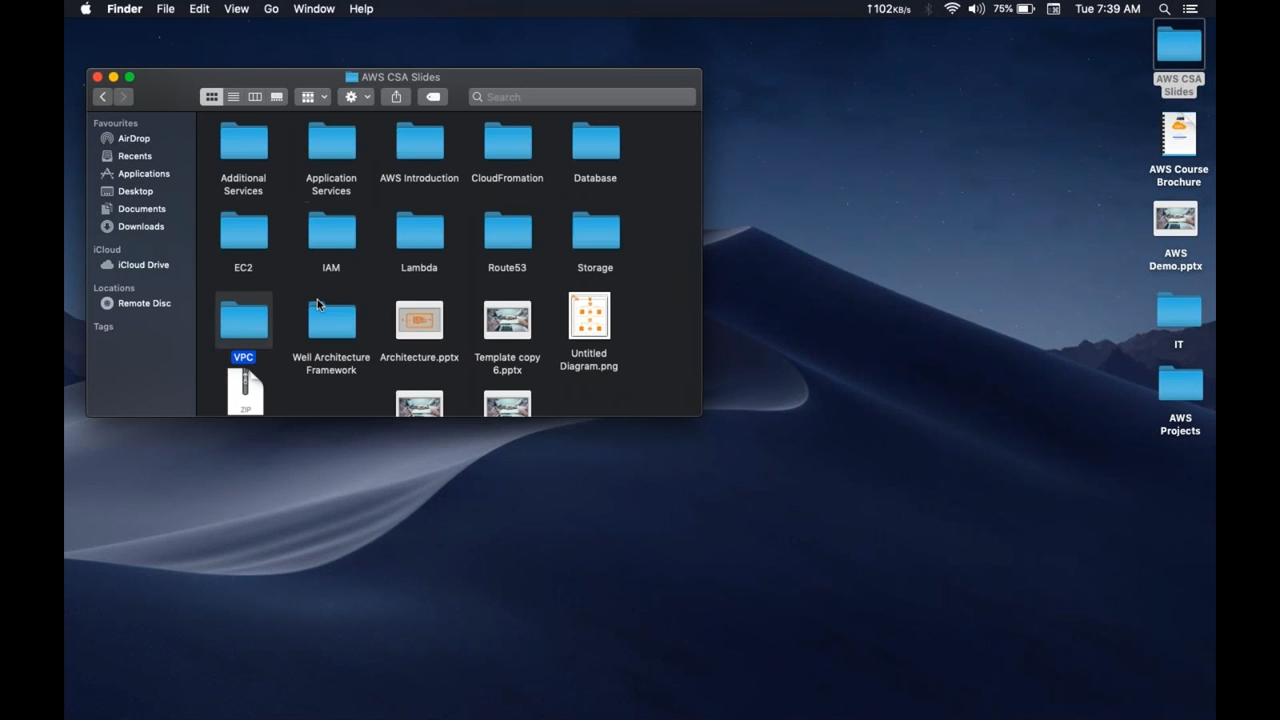 Finder File Edit View Go Window Help
↑102KB/s 75% Tue 7:39 AM
AWS CSA Slides
Search
Favourites
AirDrop
Recents
Applications
Desktop
Documents
Downloads
iCloud
iCloud Drive
Locations
Remote Disc
Tags
Additional
Services
Application
Services
AWS Introduction
CloudFromation
Database
EC2
IAM
Lambda
Route53
Storage
VPC
Well Architecture
Framework
Architecture.pptx
Template copy
6.pptx
Untitled
Diagram.png
ZIP
AWS CSA
Slides
AWS Course
Brochure
AWS
Demo.pptx
IT
AWS
Projects